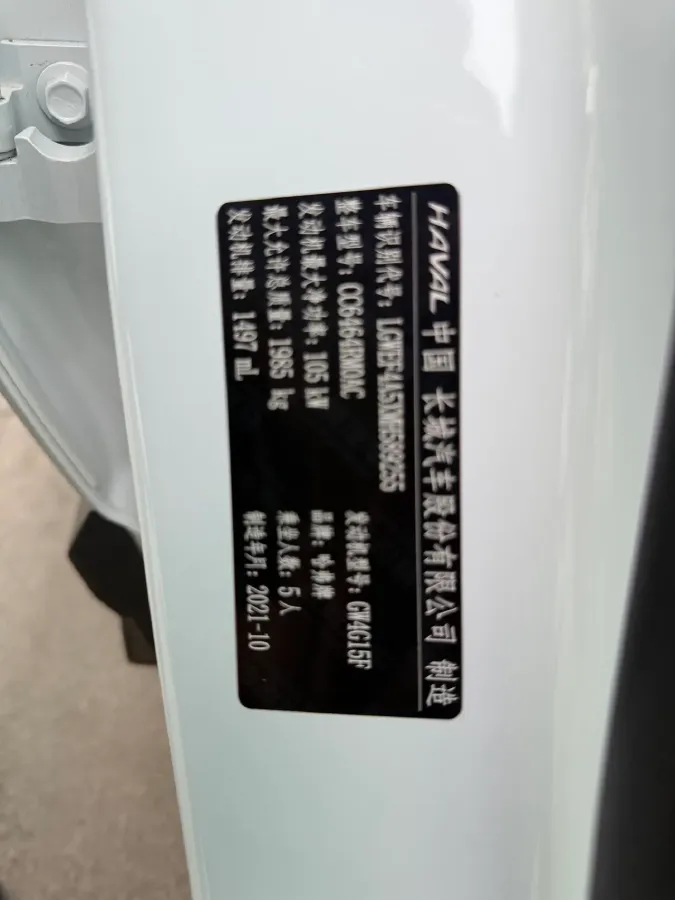 HAVAL 中国 长城汽车股份有限公司 制造
车辆识别代号:
整车型号: CC6464RM0AC 发动机型号: GW4G15F
发动机最大净功率: 105 kW 品牌: 哈弗牌
最大允许总质量: 1985 kg 乘坐人数: 5人
发动机排量: 1497 mL 制造年月: 2021-10